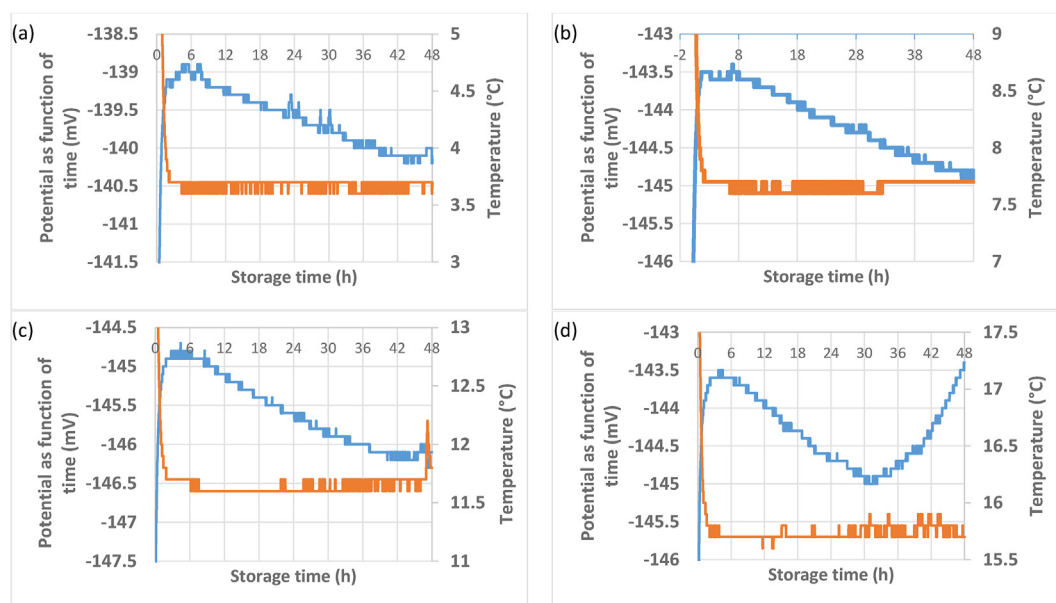 (a)
Potential as function of
time (mV)
-138.5
-139
-139.5
-140
-140.5
-141
-141.5
0 6 12 18 24 30 36 42 48
5
4.5
4
3.5
3
Temperature (°C)
Storage time (h)
(b)
Potential as function of
time (mV)
-143
-143.5
-144
-144.5
-145
-145.5
-146
-2 8 18 28 38 48
9
8.5
8
7.5
7
Temperature (°C)
Storage time (h)
(c)
Potential as function of
time (mV)
-144.5
-145
-145.5
-146
-146.5
-147
-147.5
0 6 12 18 24 30 36 42 48
13
12.5
12
11.5
11
Temperature (°C)
Storage time (h)
(d)
Potential as function of
time (mV)
-143
-143.5
-144
-144.5
-145
-145.5
-146
0 6 12 18 24 30 36 42 48
17.5
17
16.5
16
15.5
Temperature (°C)
Storage time (h)